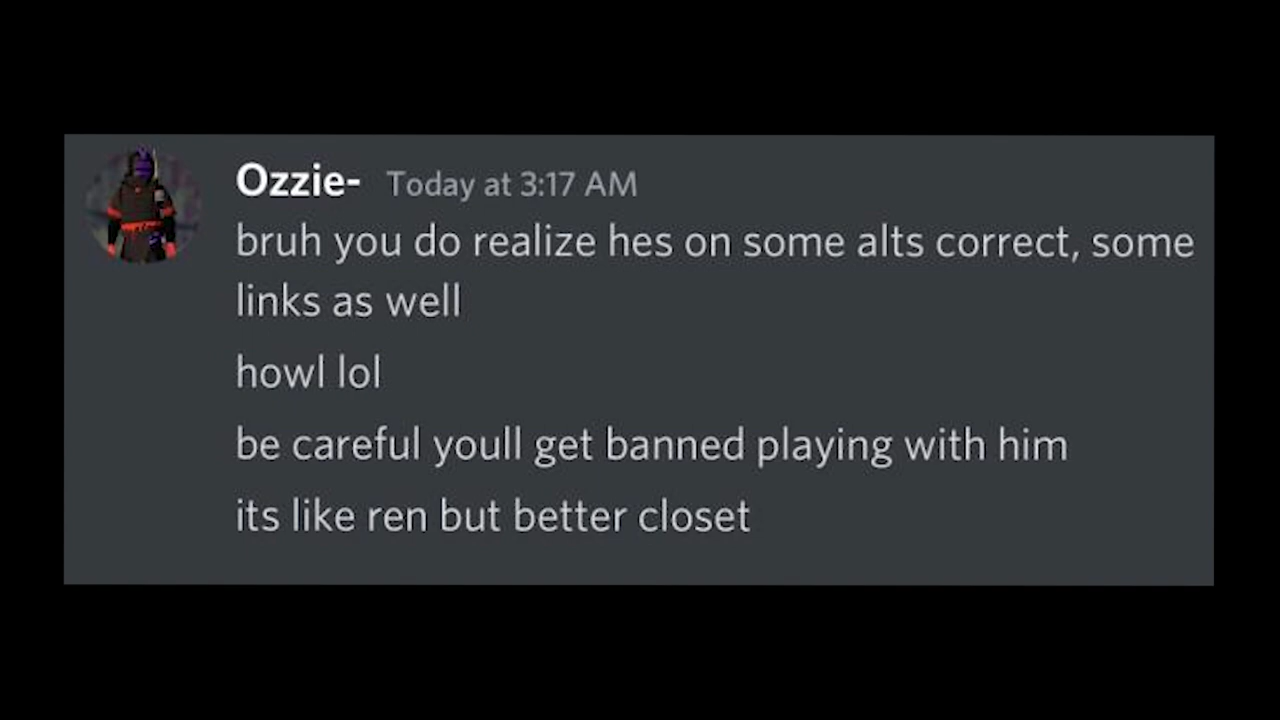 Ozzie- Today at 3:17 AM
bruh you do realize hes on some alts correct, some
links as well
howl lol
be careful youll get banned playing with him
its like ren but better closet